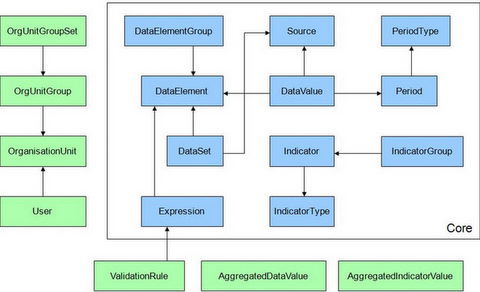 OrgUnitGroupSet
DataElementGroup
Source
PeriodType
OrgUnitGroup
DataElement
DataValue
Period
OrganisationUnit
DataSet
Indicator
IndicatorGroup
User
Expression
IndicatorType
Core
ValidationRule
AggregatedDataValue
AggregatedIndicatorValue